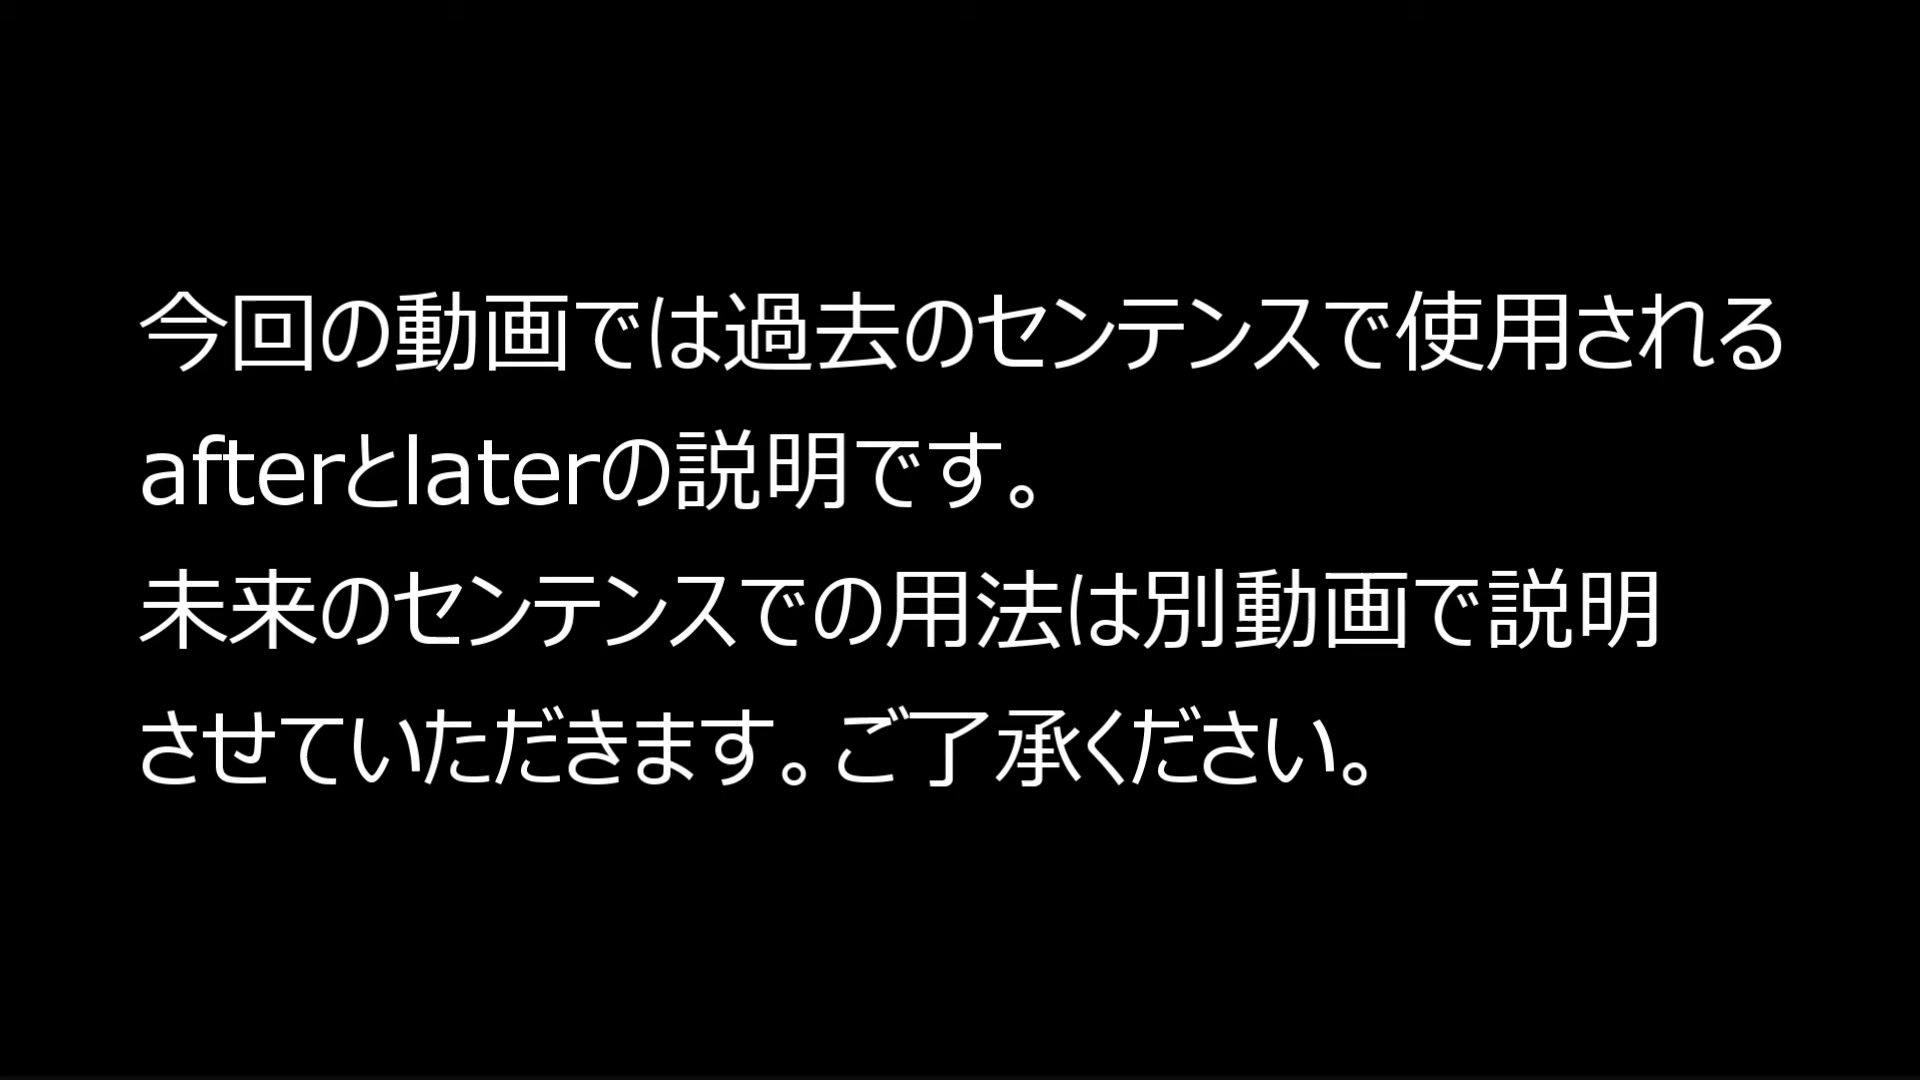 今回の動画では過去のセンテンスで使用される
afterとlaterの説明です。
未来のセンテンスでの用法は別動画で説明
させていただきます。ご了承ください。